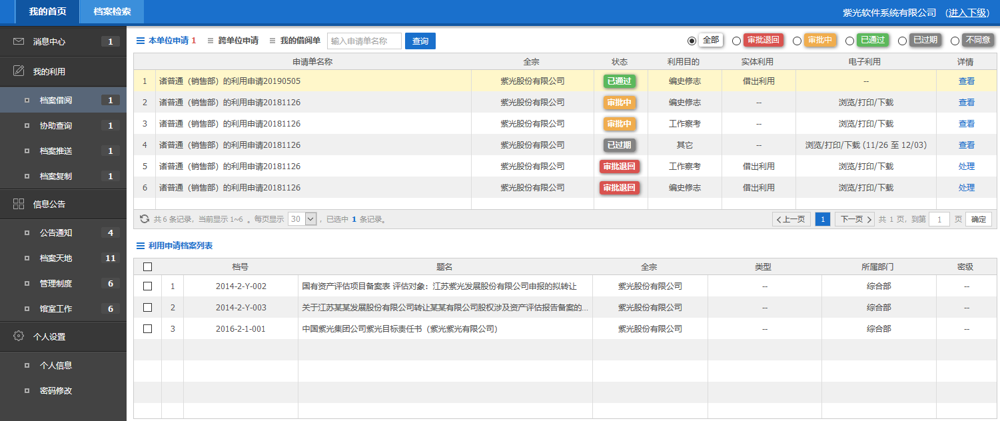 我的首页 档案检索 紫光软件系统有限公司 （进入下级）
消息中心 1
我的利用
档案借阅 1
协助查询 1
档案推送 1
档案复制 1
信息公告
公告通知 4
档案天地 11
管理制度 6
馆室工作 6
个人设置
个人信息
密码修改
本单位申请 1 跨单位申请 我的借阅单 输入申请单名称 查询 全部 审批退回 审批中 已通过 已过期 不同意
申请单名称 全宗 状态 利用目的 实体利用 电子利用 详情
1 诸普通（销售部）的利用申请20190505 紫光股份有限公司 已通过 编史修志 借出利用 -- 查看
2 诸普通（销售部）的利用申请20181126 紫光股份有限公司 审批中 编史修志 -- 浏览/打印/下载 查看
3 诸普通（销售部）的利用申请20181126 紫光股份有限公司 审批中 工作察考 -- 浏览/打印/下载 查看
4 诸普通（销售部）的利用申请20181126 紫光股份有限公司 已过期 其它 -- 浏览/打印/下载 (11/26 至 12/03) 查看
5 诸普通（销售部）的利用申请20181126 紫光股份有限公司 审批退回 工作察考 借出利用 浏览/打印/下载 处理
6 诸普通（销售部）的利用申请20181126 紫光股份有限公司 审批退回 编史修志 借出利用 浏览/打印/下载 处理
共 6 条记录，当前显示 1~6 。每页显示 30 ，已选中 1 条记录。 上一页 1 下一页 共 1 页，到第 1 页 确定
利用申请档案列表
档号 题名 全宗 类型 所属部门 密级
1 2014-2-Y-002 国有资产评估项目备案表 评估对象：江苏紫光发展股份有限公司申报的拟转让 紫光股份有限公司 -- 综合部 --
2 2014-2-Y-003 关于江苏某某发展股份有限公司转让某某有限公司股权涉及资产评估报告备案的... 紫光股份有限公司 -- 综合部 --
3 2016-2-1-001 中国紫光集团公司紫光目标责任书（紫光紫光有限公司） 紫光股份有限公司 -- 综合部 --